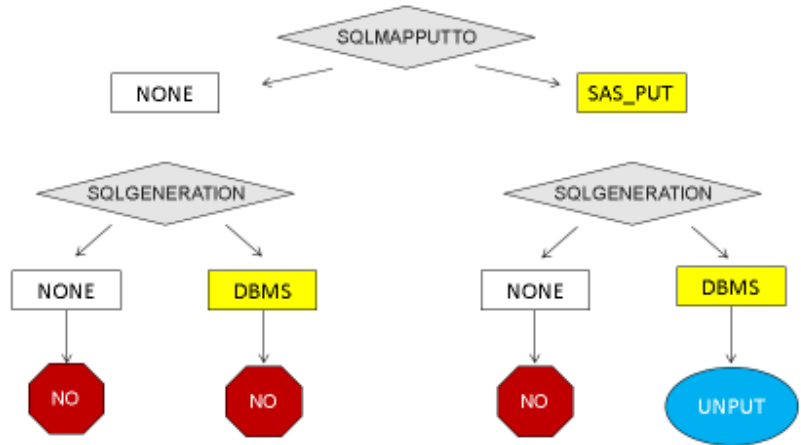 SQLMAPPUTTO
NONE
SAS_PUT
SQLGENERATION
SQLGENERATION
NONE
DBMS
NONE
DBMS
NO
NO
NO
UNPUT